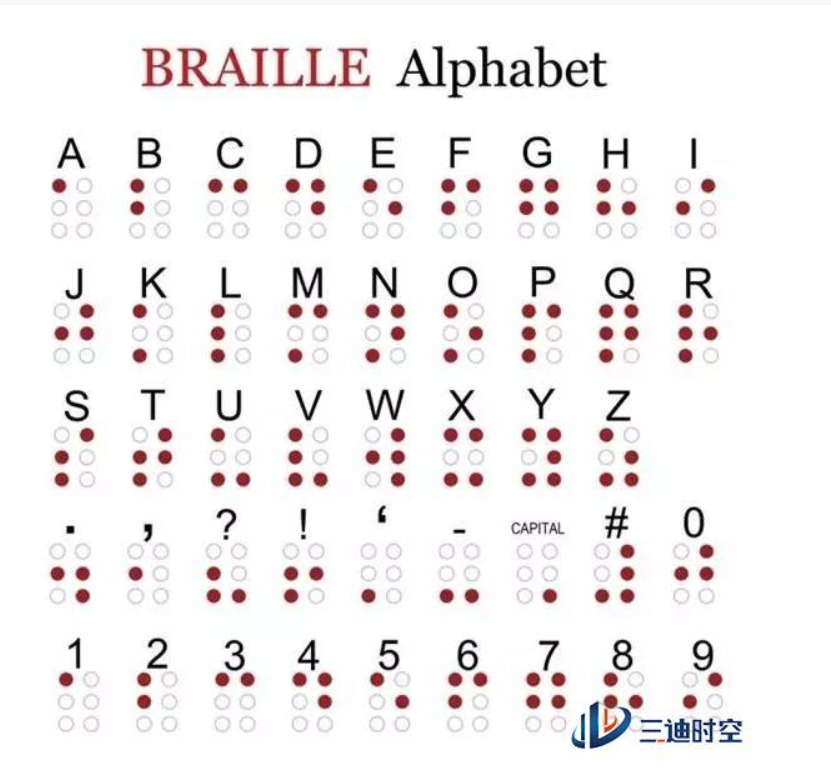 BRAILLE Alphabet
A B C D E F G H I
J K L M N O P Q R
S T U V W X Y Z
. , ? ! ‘ - CAPITAL # 0
1 2 3 4 5 6 7 8 9
三迪时空